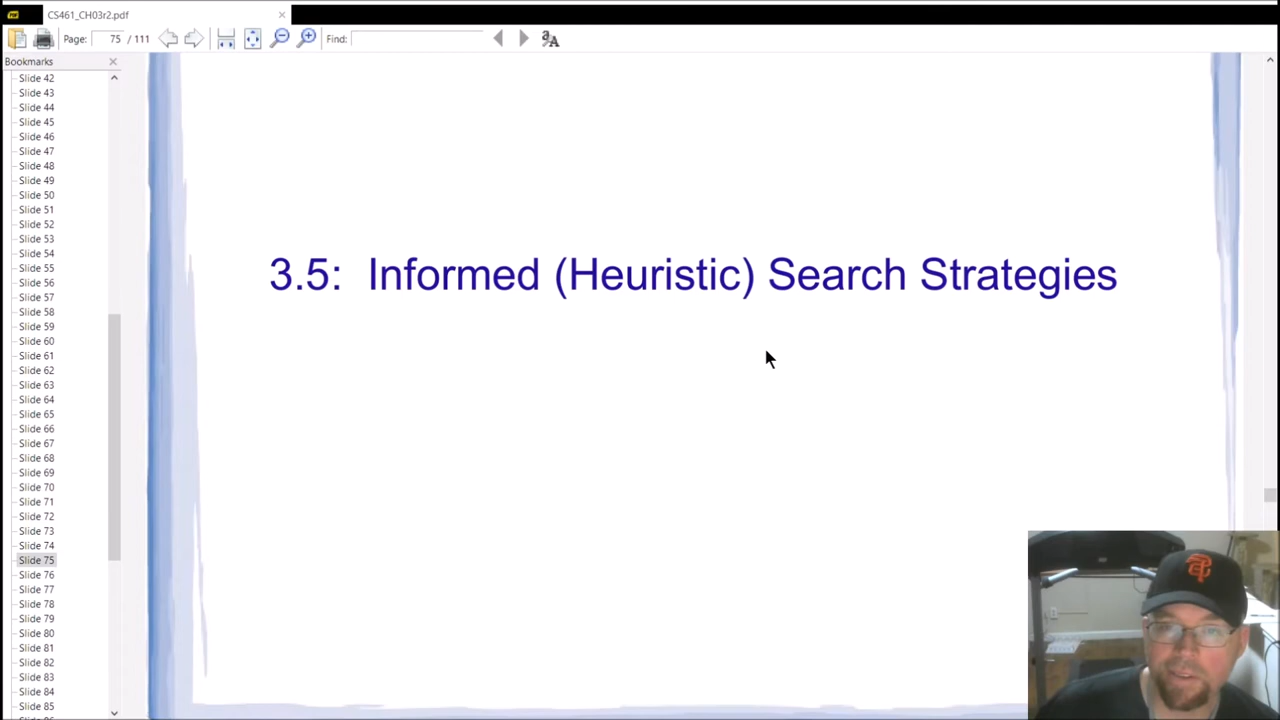 CS461_CH03r2.pdf
Page: 75 / 111
Find:
Bookmarks
Slide 42
Slide 43
Slide 44
Slide 45
Slide 46
Slide 47
Slide 48
Slide 49
Slide 50
Slide 51
Slide 52
Slide 53
Slide 54
Slide 55
Slide 56
Slide 57
Slide 58
Slide 59
Slide 60
Slide 61
Slide 62
Slide 63
Slide 64
Slide 65
Slide 66
Slide 67
Slide 68
Slide 69
Slide 70
Slide 71
Slide 72
Slide 73
Slide 74
Slide 75
Slide 76
Slide 77
Slide 78
Slide 79
Slide 80
Slide 81
Slide 82
Slide 83
Slide 84
Slide 85
3.5: Informed (Heuristic) Search Strategies